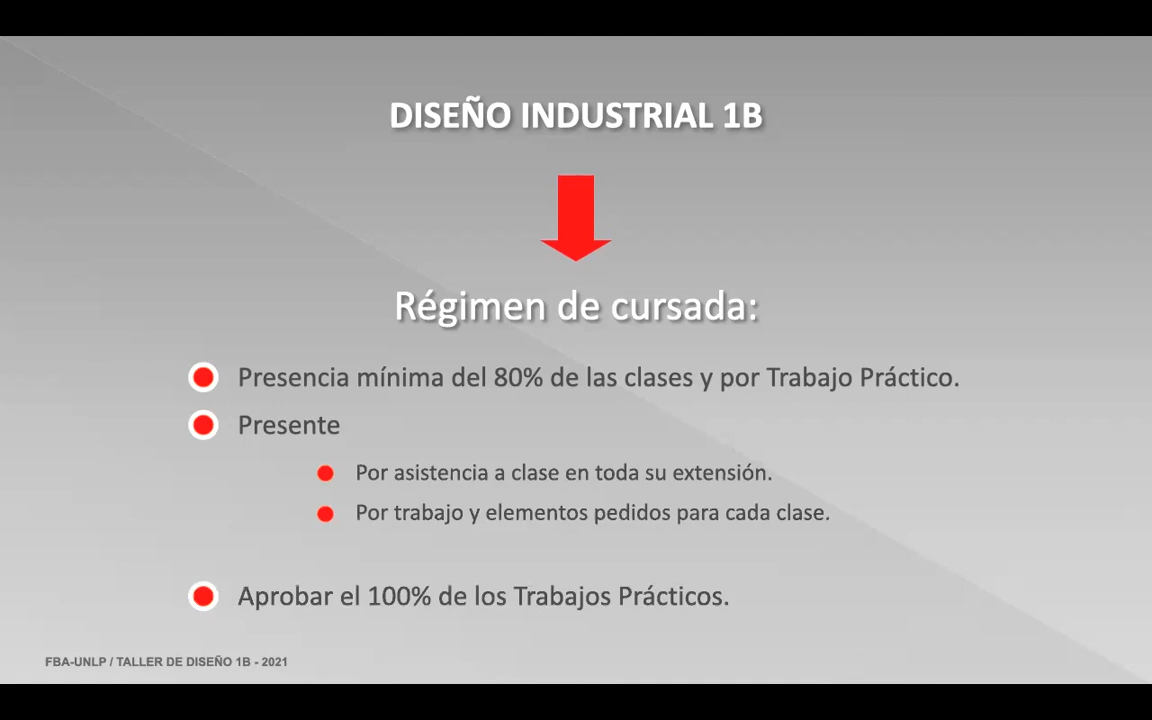 DISEÑO INDUSTRIAL 1B
Régimen de cursada:
Presencia mínima del 80% de las clases y por Trabajo Práctico.
Presente
Por asistencia a clase en toda su extensión.
Por trabajo y elementos pedidos para cada clase.
Aprobar el 100% de los Trabajos Prácticos.
FBA-UNLP / TALLER DE DISEÑO 1B - 2021